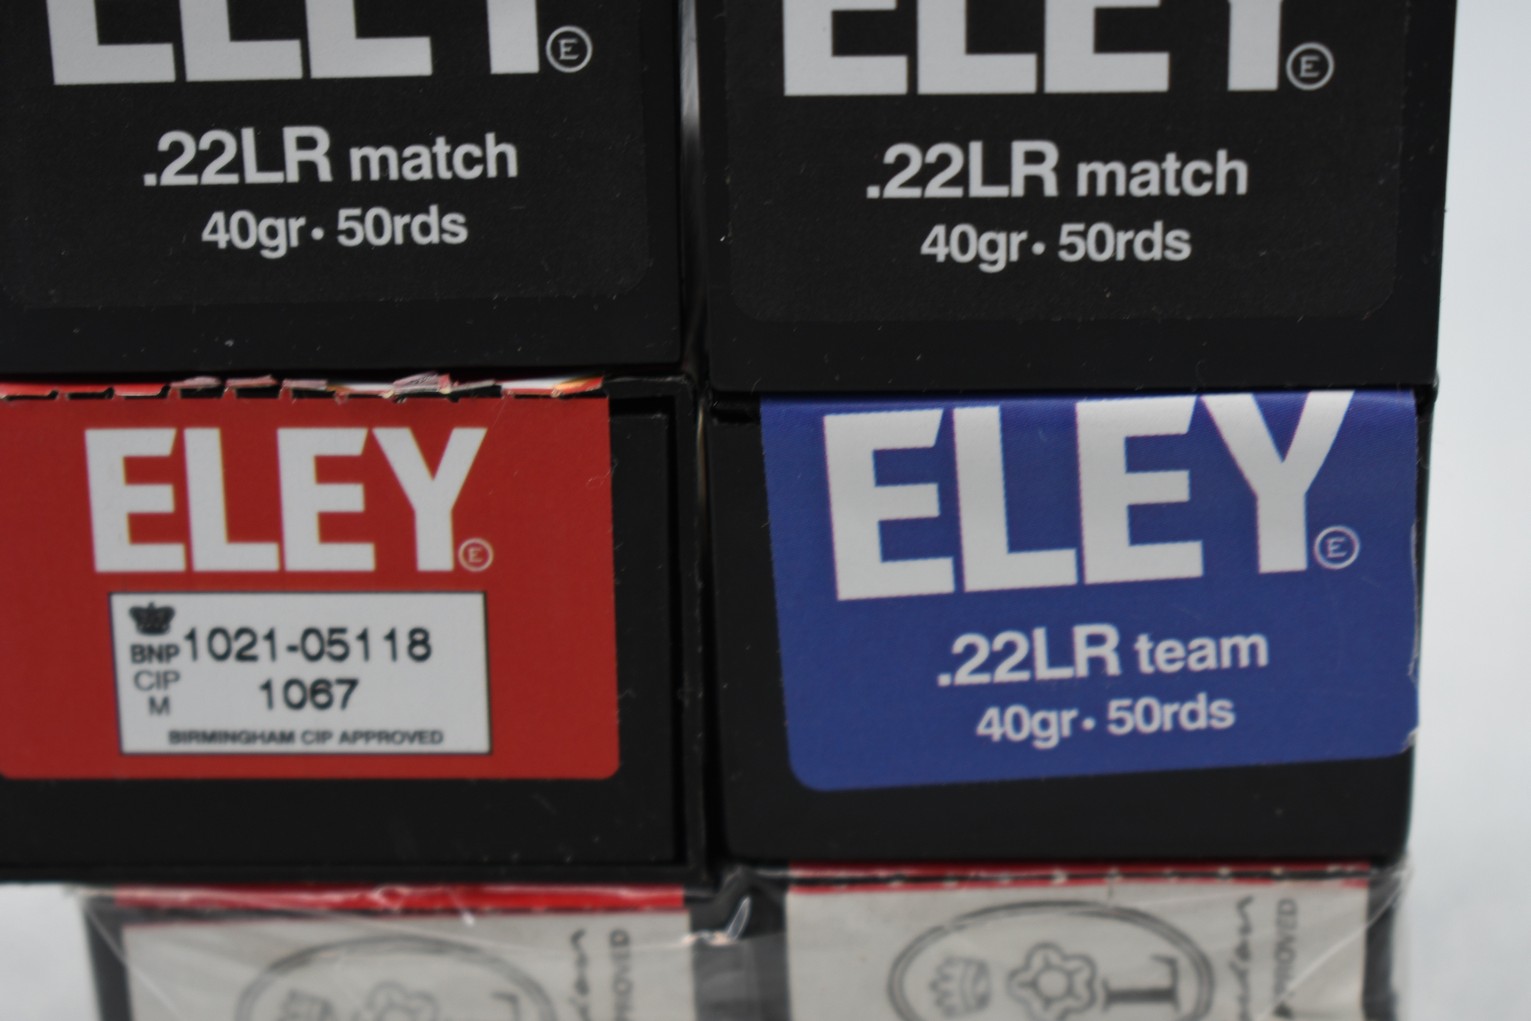 ELEY E
.22LR match
40gr• 50rds
ELEY E
.22LR match
40gr• 50rds
ELEY E
BNP 1021-05118
CIP 1067
M
BIRMINGHAM CIP APPROVED
ELEY E
.22LR team
40gr• 50rds
L